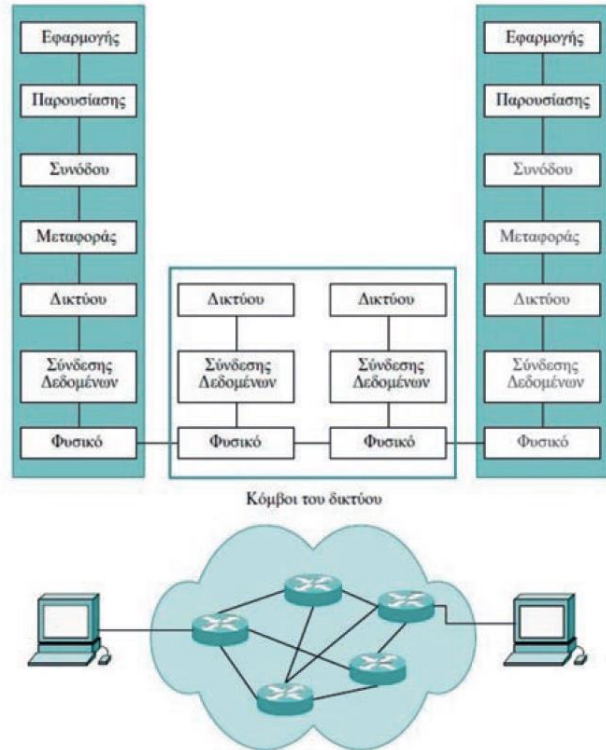 Εφαρμογής
Παρουσίασης
Συνόδου
Μεταφοράς
Δικτύου
Σύνδεσης
Δεδομένων
Φυσικό
Δικτύου
Σύνδεσης
Δεδομένων
Φυσικό
Δικτύου
Σύνδεσης
Δεδομένων
Φυσικό
Εφαρμογής
Παρουσίασης
Συνόδου
Μεταφοράς
Δικτύου
Σύνδεσης
Δεδομένων
Φυσικό
Κόμβοι του δικτύου